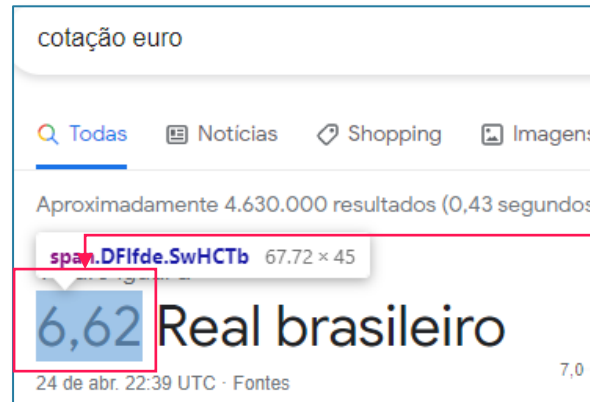 cotação euro
Todas Notícias Shopping Imagens
Aproximadamente 4.630.000 resultados (0,43 segundos
span.DFlfde.SwHCTb 67.72 × 45
6,62 Real brasileiro
7,0
24 de abr. 22:39 UTC · Fontes